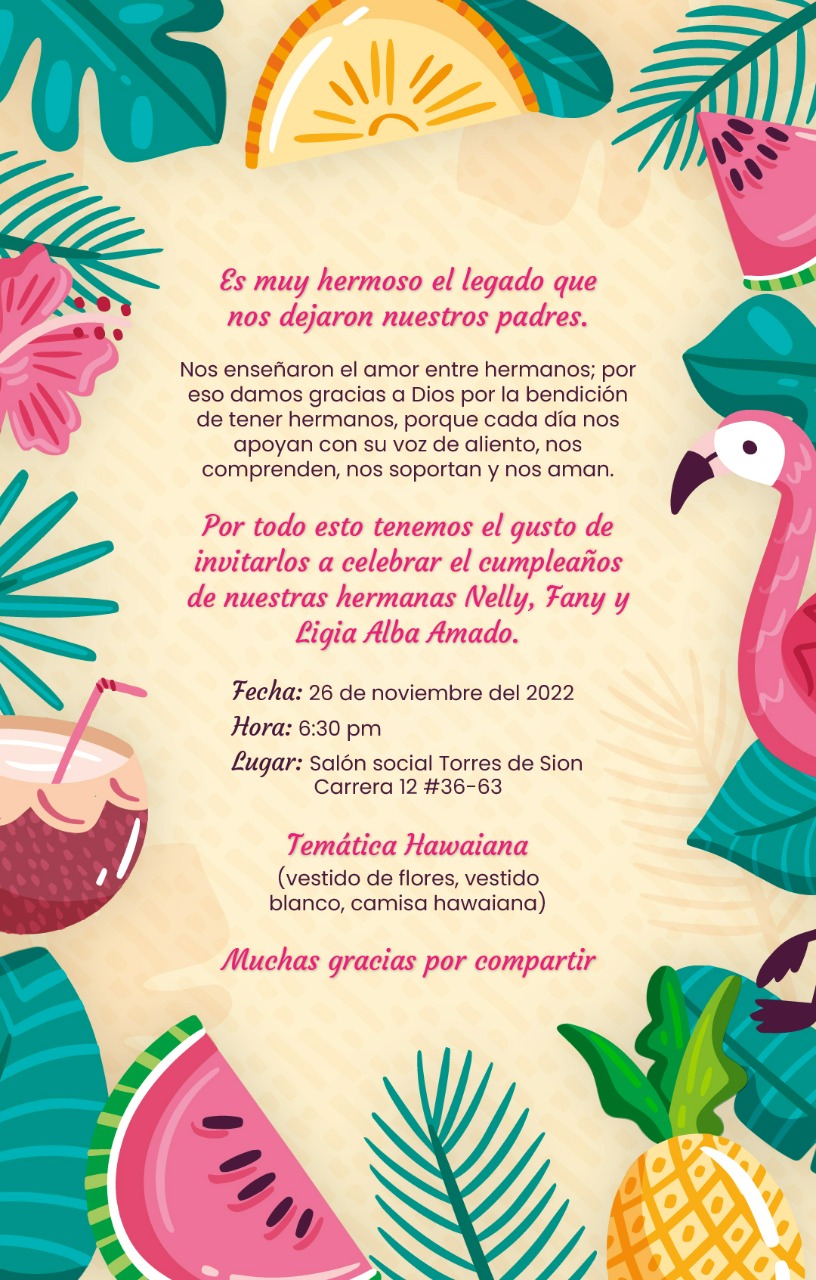 Es muy hermoso el legado que
nos dejaron nuestros padres.
Nos enseñaron el amor entre hermanos; por
eso damos gracias a Dios por la bendición
de tener hermanos, porque cada día nos
apoyan con su voz de aliento, nos
comprenden, nos soportan y nos aman.
Por todo esto tenemos el gusto de
invitarlos a celebrar el cumpleaños
de nuestras hermanas Nelly, Fany y
Ligia Alba Amado.
Fecha: 26 de noviembre del 2022
Hora: 6:30 pm
Lugar: Salón social Torres de Sion
Carrera 12 #36-63
Temática Hawaiana
(vestido de flores, vestido
blanco, camisa hawaiana)
Muchas gracias por compartir